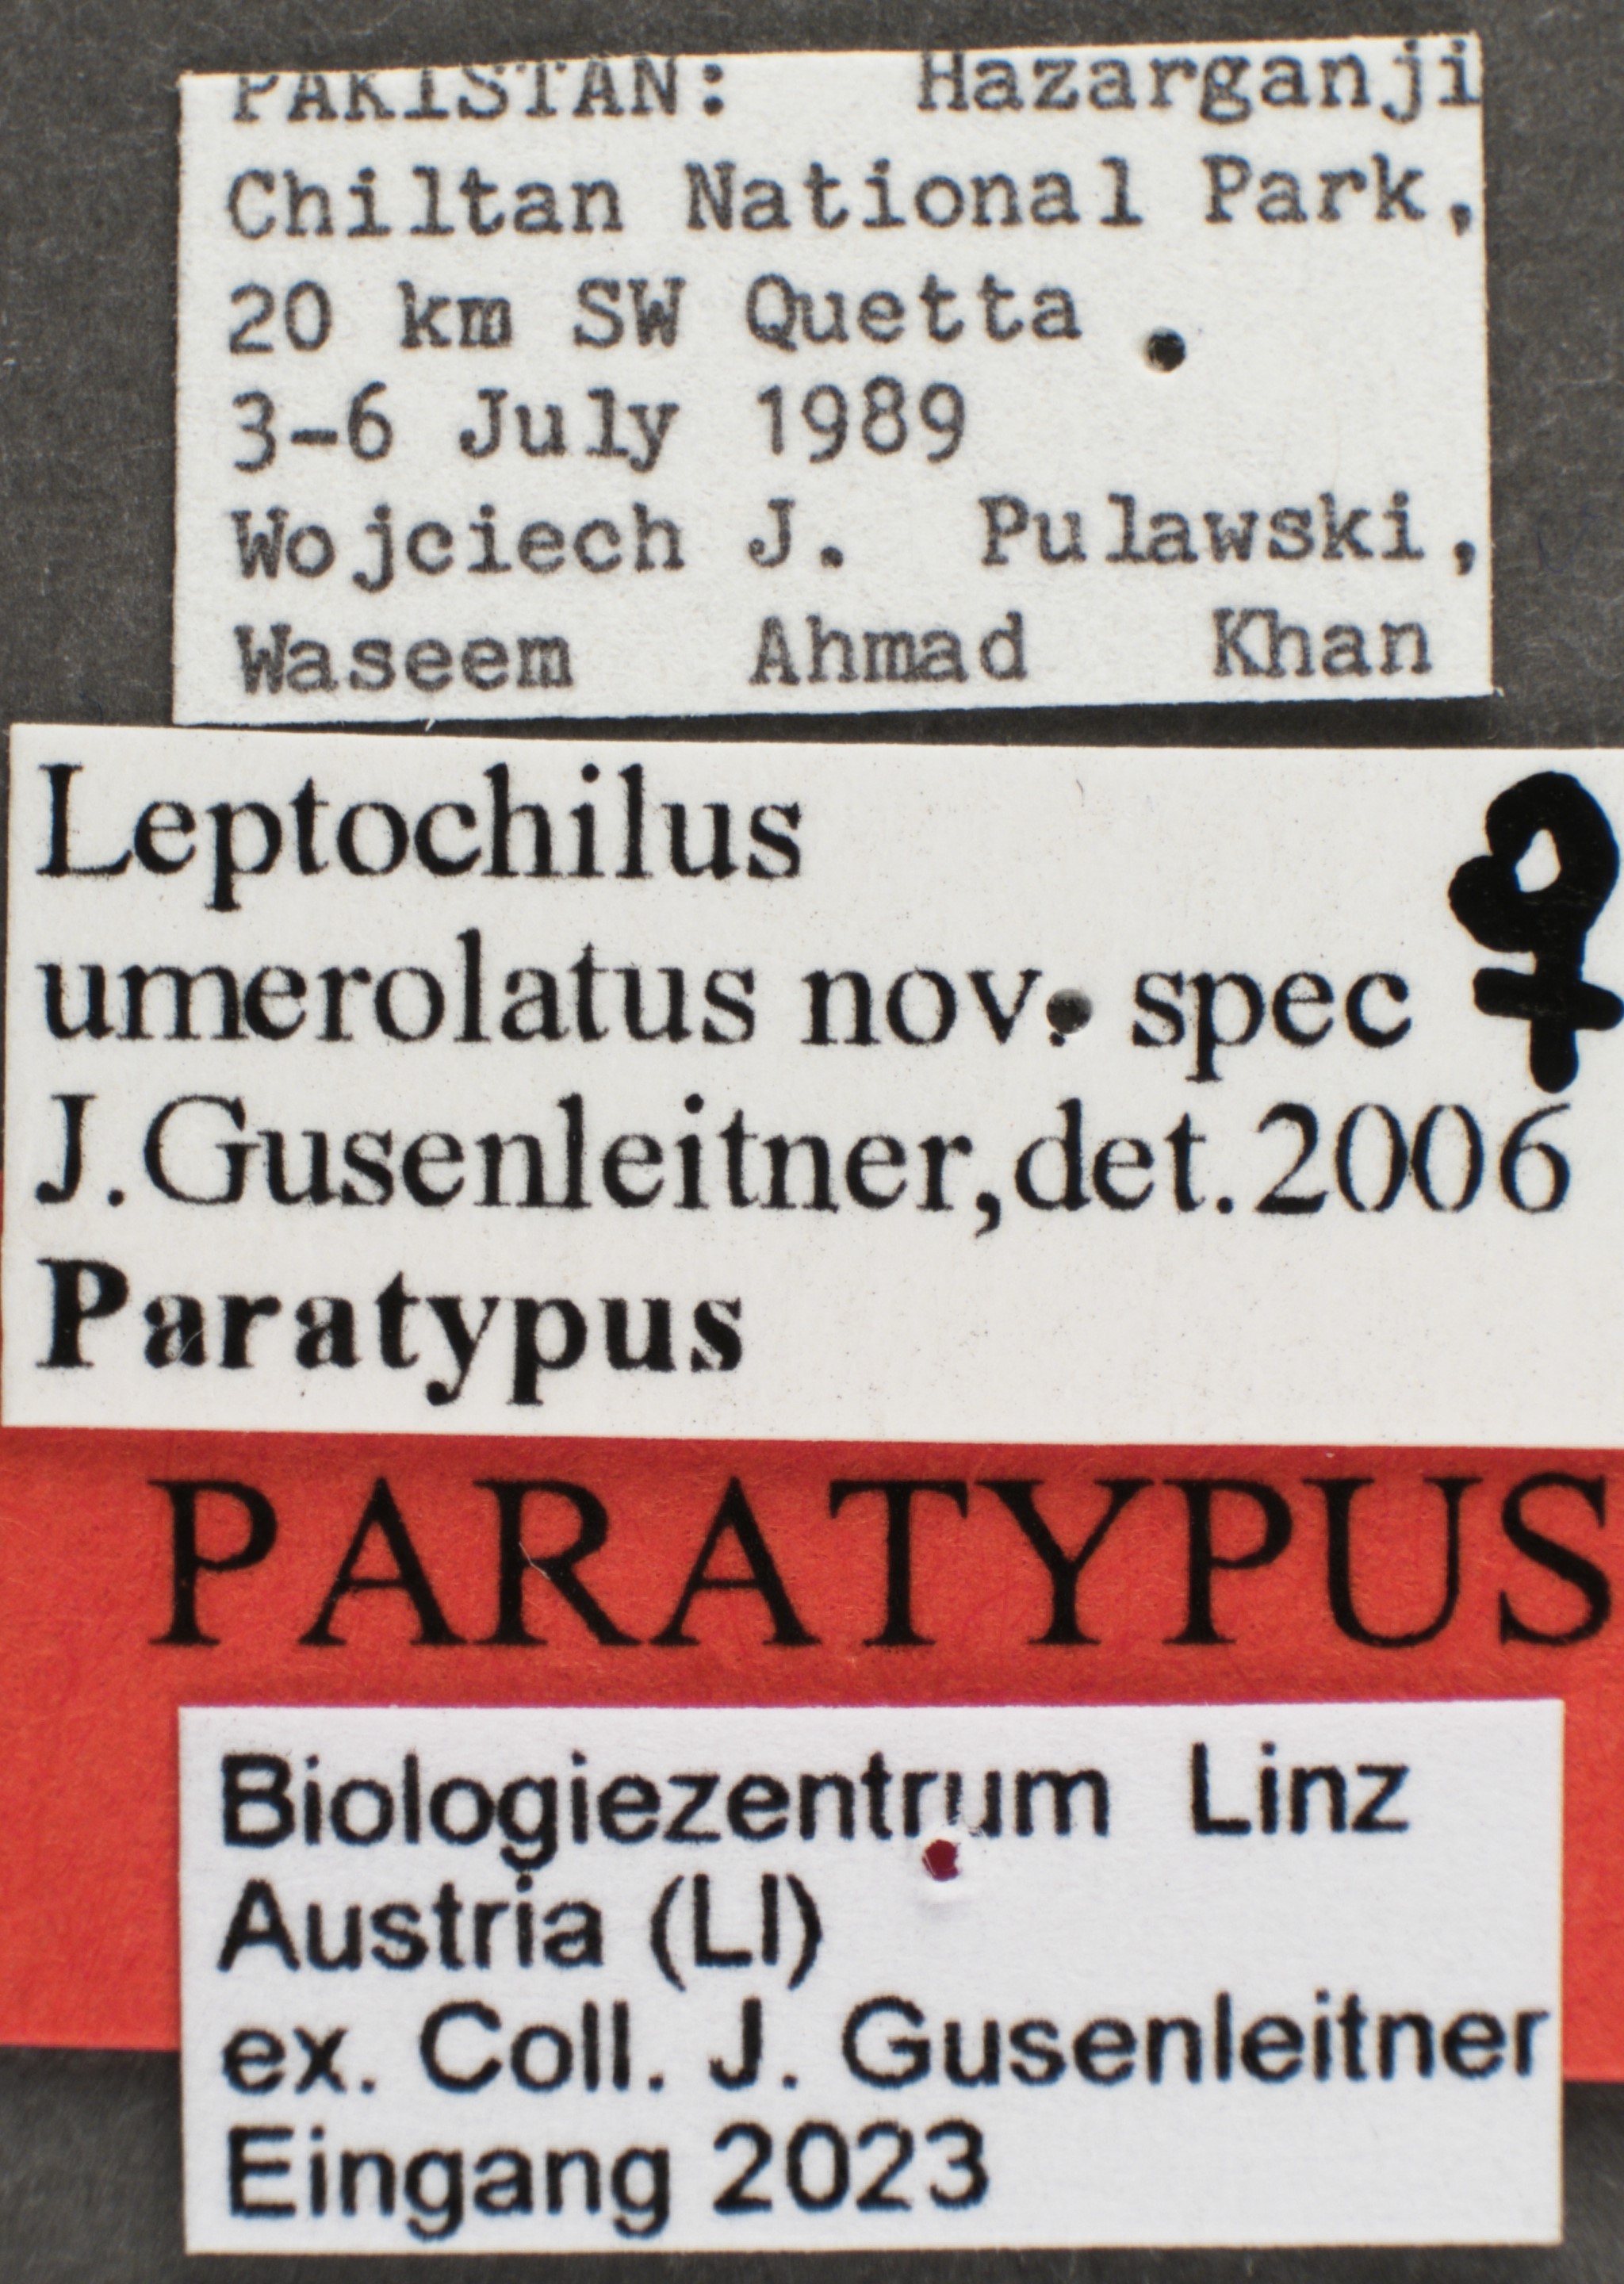 PAKISTAN: Hazarganji
Chiltan National Park,
20 km SW Quetta
3-6 July 1989
Wojciech J. Pulawski,
Waseem Ahmad Khan
Leptochilus ♀
umerolatus nov. spec
J.Gusenleitner,det.2006
Paratypus
PARATYPUS
Biologiezentrum Linz
Austria (LI)
ex. Coll. J. Gusenleitner
Eingang 2023